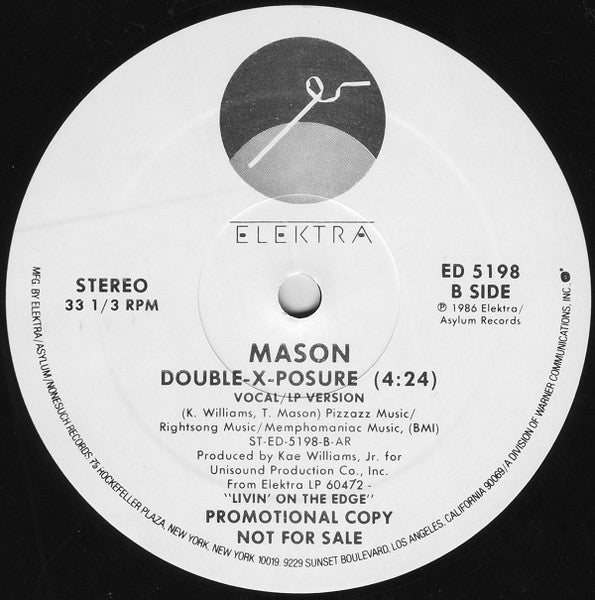 ELEKTRA
STEREO
33 1/3 RPM
ED 5198
B SIDE
℗ 1986 Elektra/
Asylum Records
MASON
DOUBLE-X-POSURE (4:24)
VOCAL/LP VERSION
(K. Williams, T. Mason) Pizzazz Music/
Rightsong Music/Memphomaniac Music, (BMI)
ST-ED-5198-B-AR
Produced by Kae Williams, Jr. for
Unisound Production Co., Inc.
From Elektra LP 60472 -
"LIVIN' ON THE EDGE"
PROMOTIONAL COPY
NOT FOR SALE
MFG. BY ELEKTRA/ASYLUM/NONESUCH RECORDS 75 ROCKEFELLER PLAZA, NEW YORK, NEW YORK 10019. 9229 SUNSET BOULEVARD, LOS ANGELES, CALIFORNIA 90069/A DIVISION OF WARNER COMMUNICATIONS, INC.